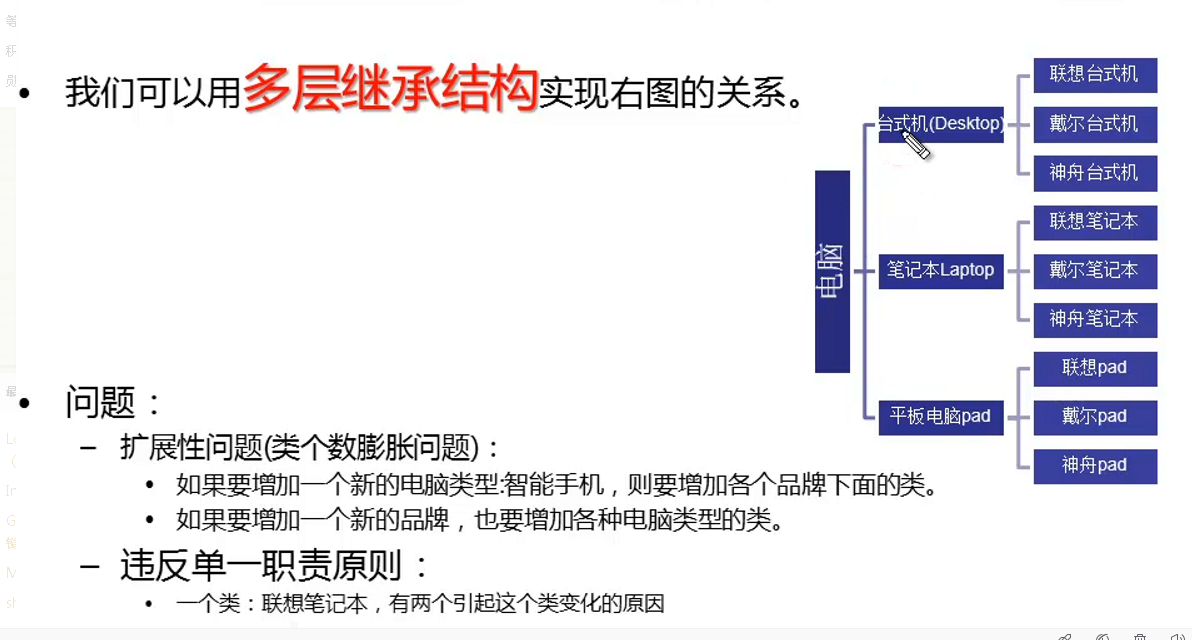 我们可以用多层继承结构实现右图的关系。
电脑
台式机(Desktop)
联想台式机
戴尔台式机
神舟台式机
笔记本Laptop
联想笔记本
戴尔笔记本
神舟笔记本
平板电脑pad
联想pad
戴尔pad
神舟pad
问题：
扩展性问题(类个数膨胀问题)：
如果要增加一个新的电脑类型:智能手机，则要增加各个品牌下面的类。
如果要增加一个新的品牌，也要增加各种电脑类型的类。
违反单一职责原则：
一个类：联想笔记本，有两个引起这个类变化的原因